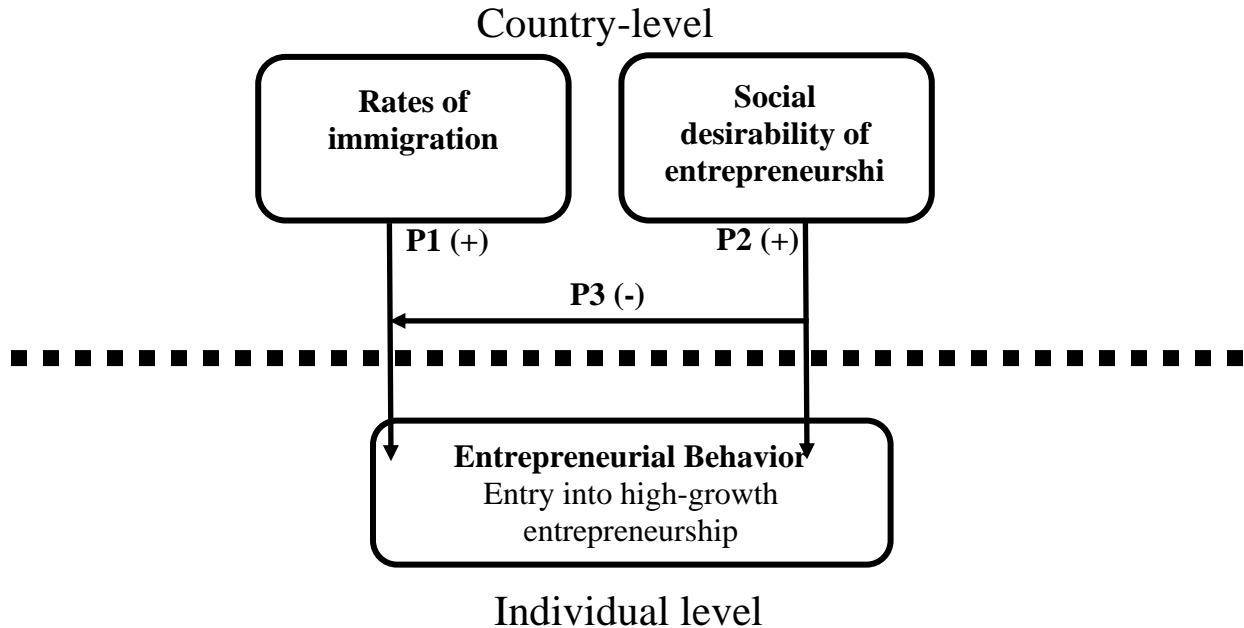 Country-level
Rates of
immigration
Social
desirability of
entrepreneurshi
P1 (+)
P2 (+)
P3 (-)
Entrepreneurial Behavior
Entry into high-growth
entrepreneurship
Individual level